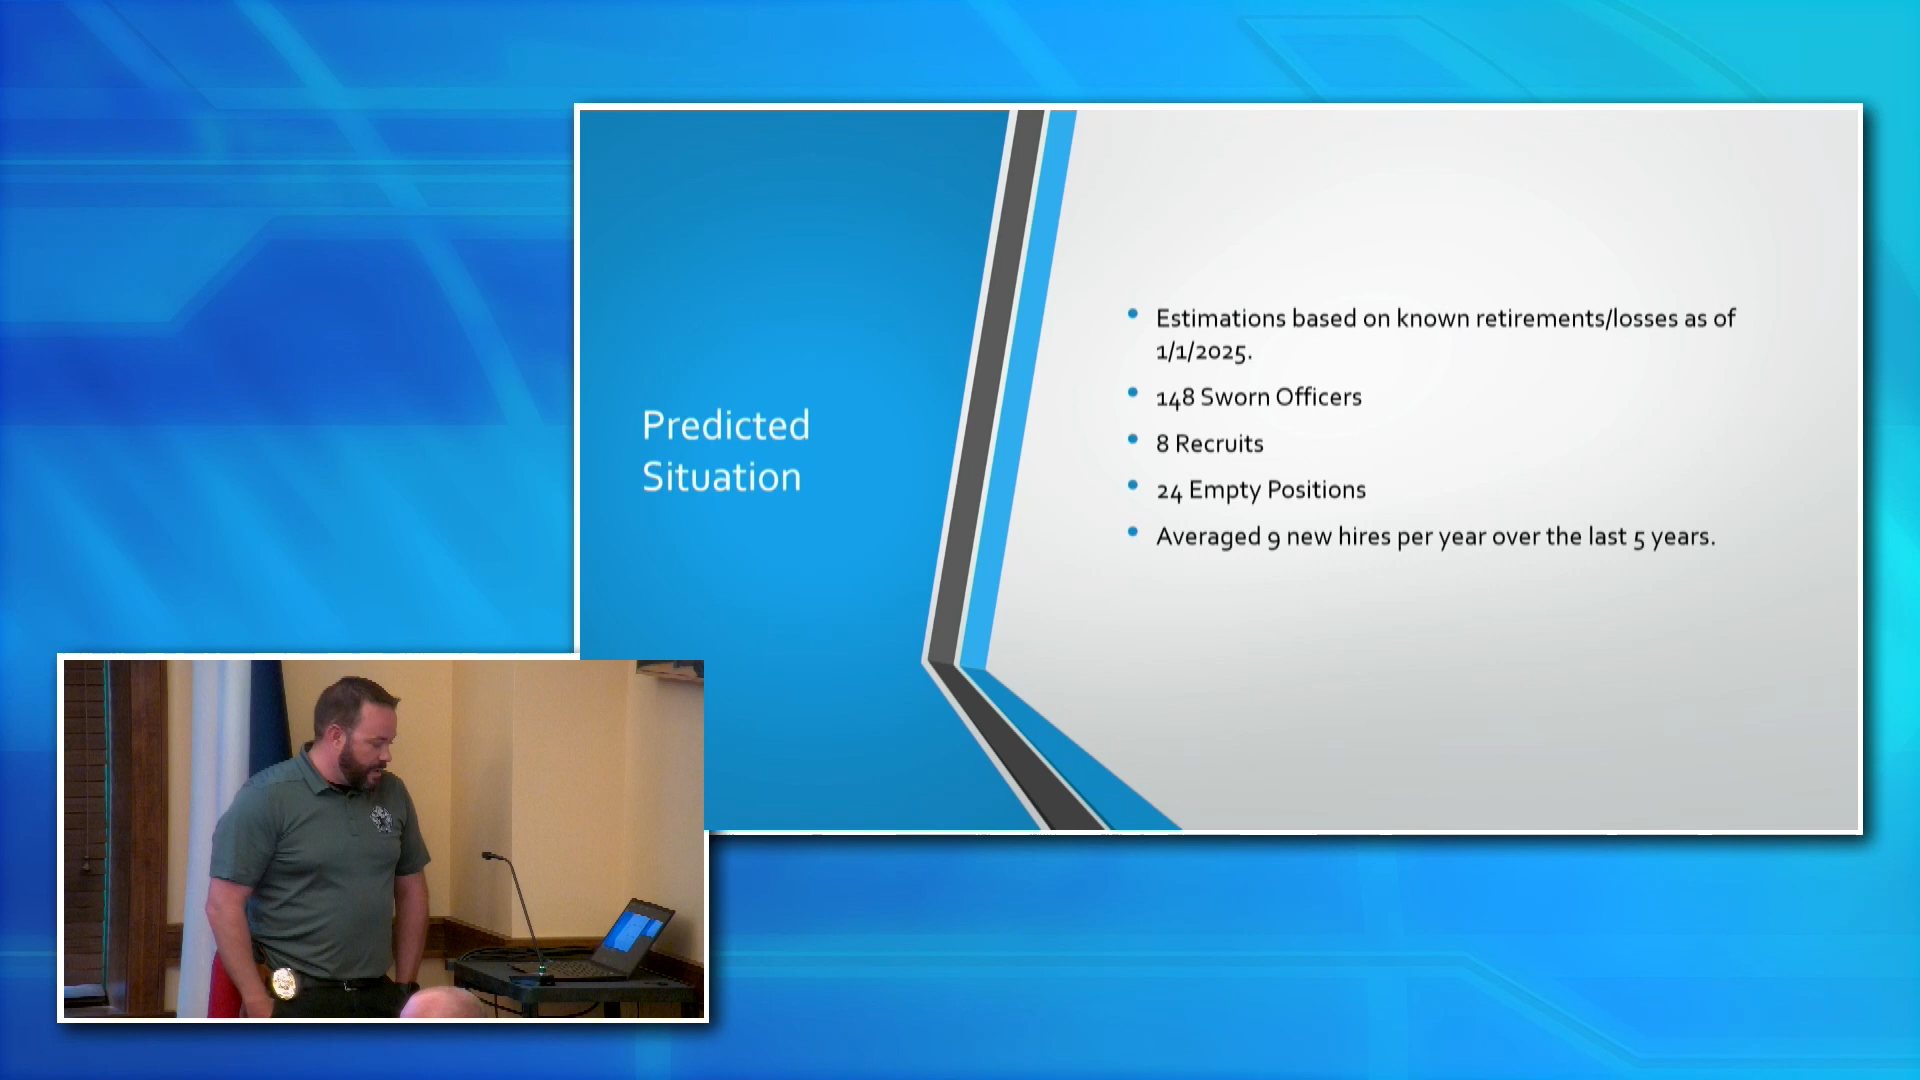 Predicted
Situation
• Estimations based on known retirements/losses as of
1/1/2025.
• 148 Sworn Officers
• 8 Recruits
• 24 Empty Positions
• Averaged 9 new hires per year over the last 5 years.